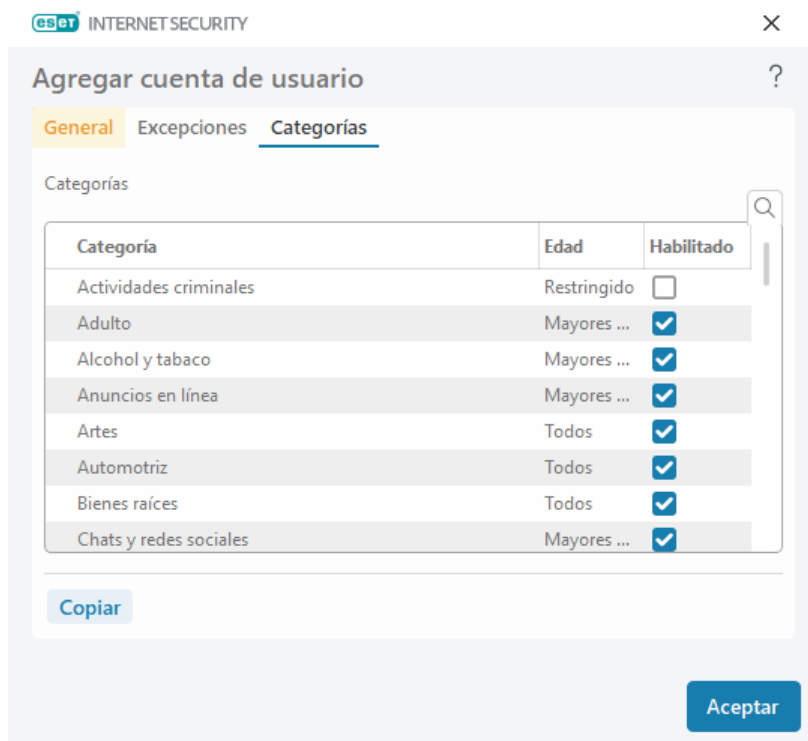 eset INTERNET SECURITY
Agregar cuenta de usuario ?
General Excepciones Categorías
Categorías
Categoría Edad Habilitado
Actividades criminales Restringido
Adulto Mayores ...
Alcohol y tabaco Mayores ...
Anuncios en línea Mayores ...
Artes Todos
Automotriz Todos
Bienes raíces Todos
Chats y redes sociales Mayores ...
Copiar
Aceptar